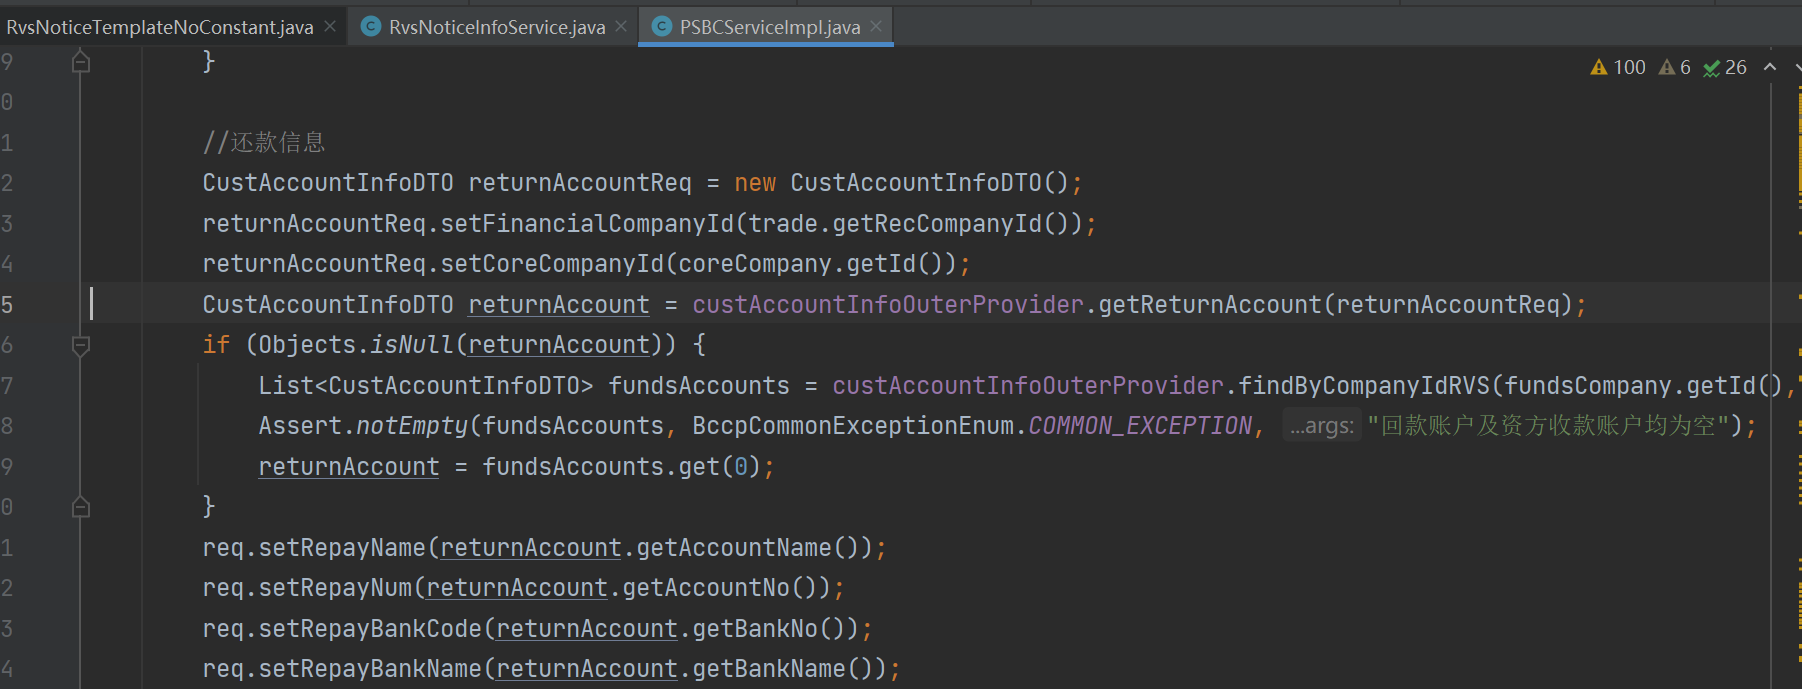 RvsNoticeTemplateNoConstant.java RvsNoticeInfoService.java PSBCServiceImpl.java
9 }
100 6 26
0
1 //还款信息
2 CustAccountInfoDTO returnAccountReq = new CustAccountInfoDTO();
3 returnAccountReq.setFinancialCompanyId(trade.getRecCompanyId());
4 returnAccountReq.setCoreCompanyId(coreCompany.getId());
5 CustAccountInfoDTO returnAccount = custAccountInfoOuterProvider.getReturnAccount(returnAccountReq);
6 if (Objects.isNull(returnAccount)) {
7 List<CustAccountInfoDTO> fundsAccounts = custAccountInfoOuterProvider.findByCompanyIdRVS(fundsCompany.getId(),
8 Assert.notEmpty(fundsAccounts, BccpCommonExceptionEnum.COMMON_EXCEPTION, ...args: "回款账户及资方收款账户均为空");
9 returnAccount = fundsAccounts.get(0);
0 }
1 req.setRepayName(returnAccount.getAccountName());
2 req.setRepayNum(returnAccount.getAccountNo());
3 req.setRepayBankCode(returnAccount.getBankNo());
4 req.setRepayBankName(returnAccount.getBankName());